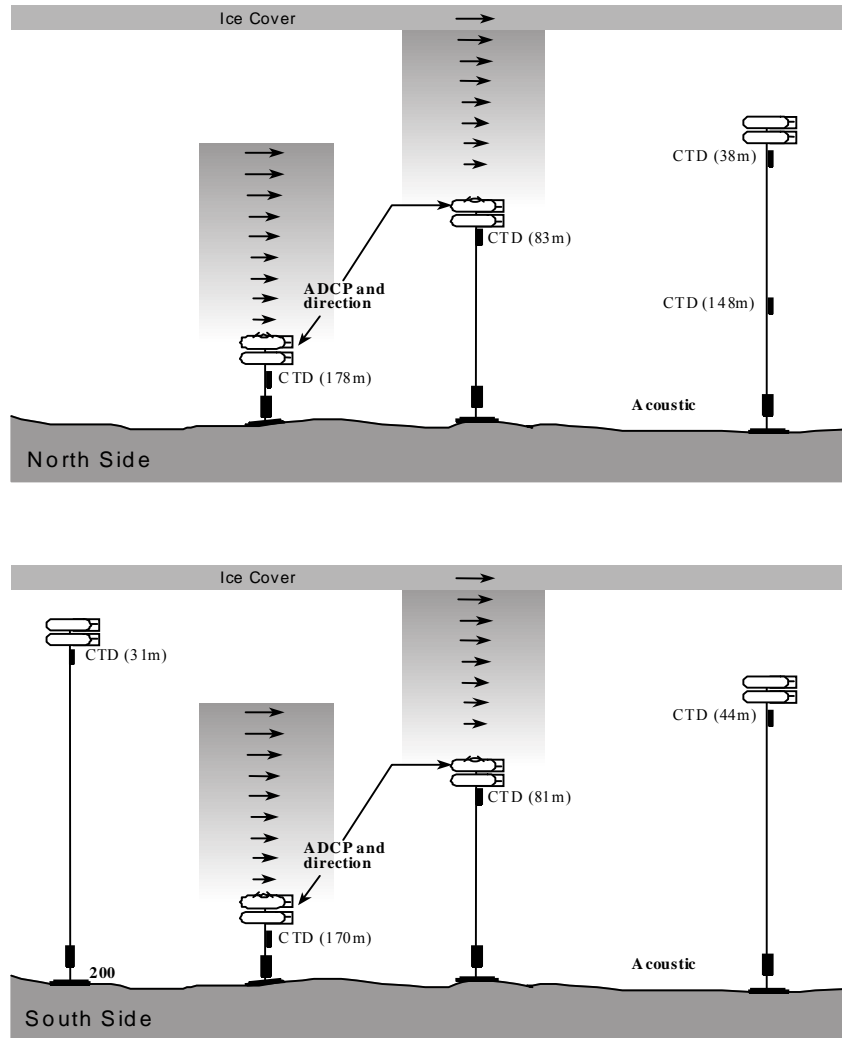 Ice Cover
CTD (38m)
CTD (83m)
ADCP and
direction
CTD (148m)
CTD (178m)
Acoustic
North Side
Ice Cover
CTD (31m)
CTD (44m)
CTD (81m)
ADCP and
direction
CTD (170m)
200
Acoustic
South Side